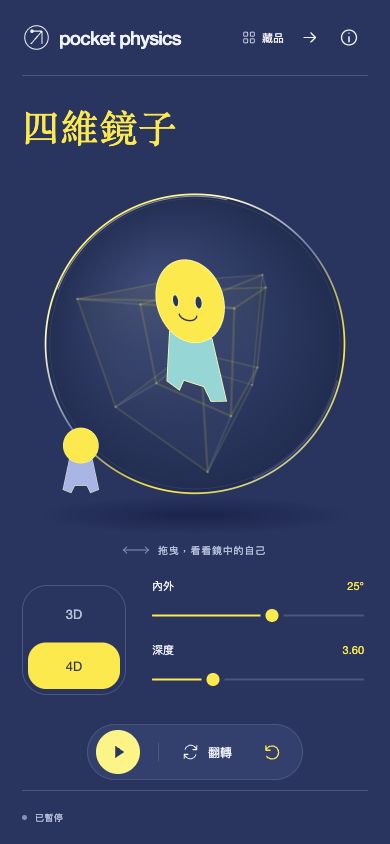 pocket physics
藏品
四維鏡子
拖曳，看看鏡中的自己
內外
25°
3D
深度
3.60
4D
翻轉
已暫停